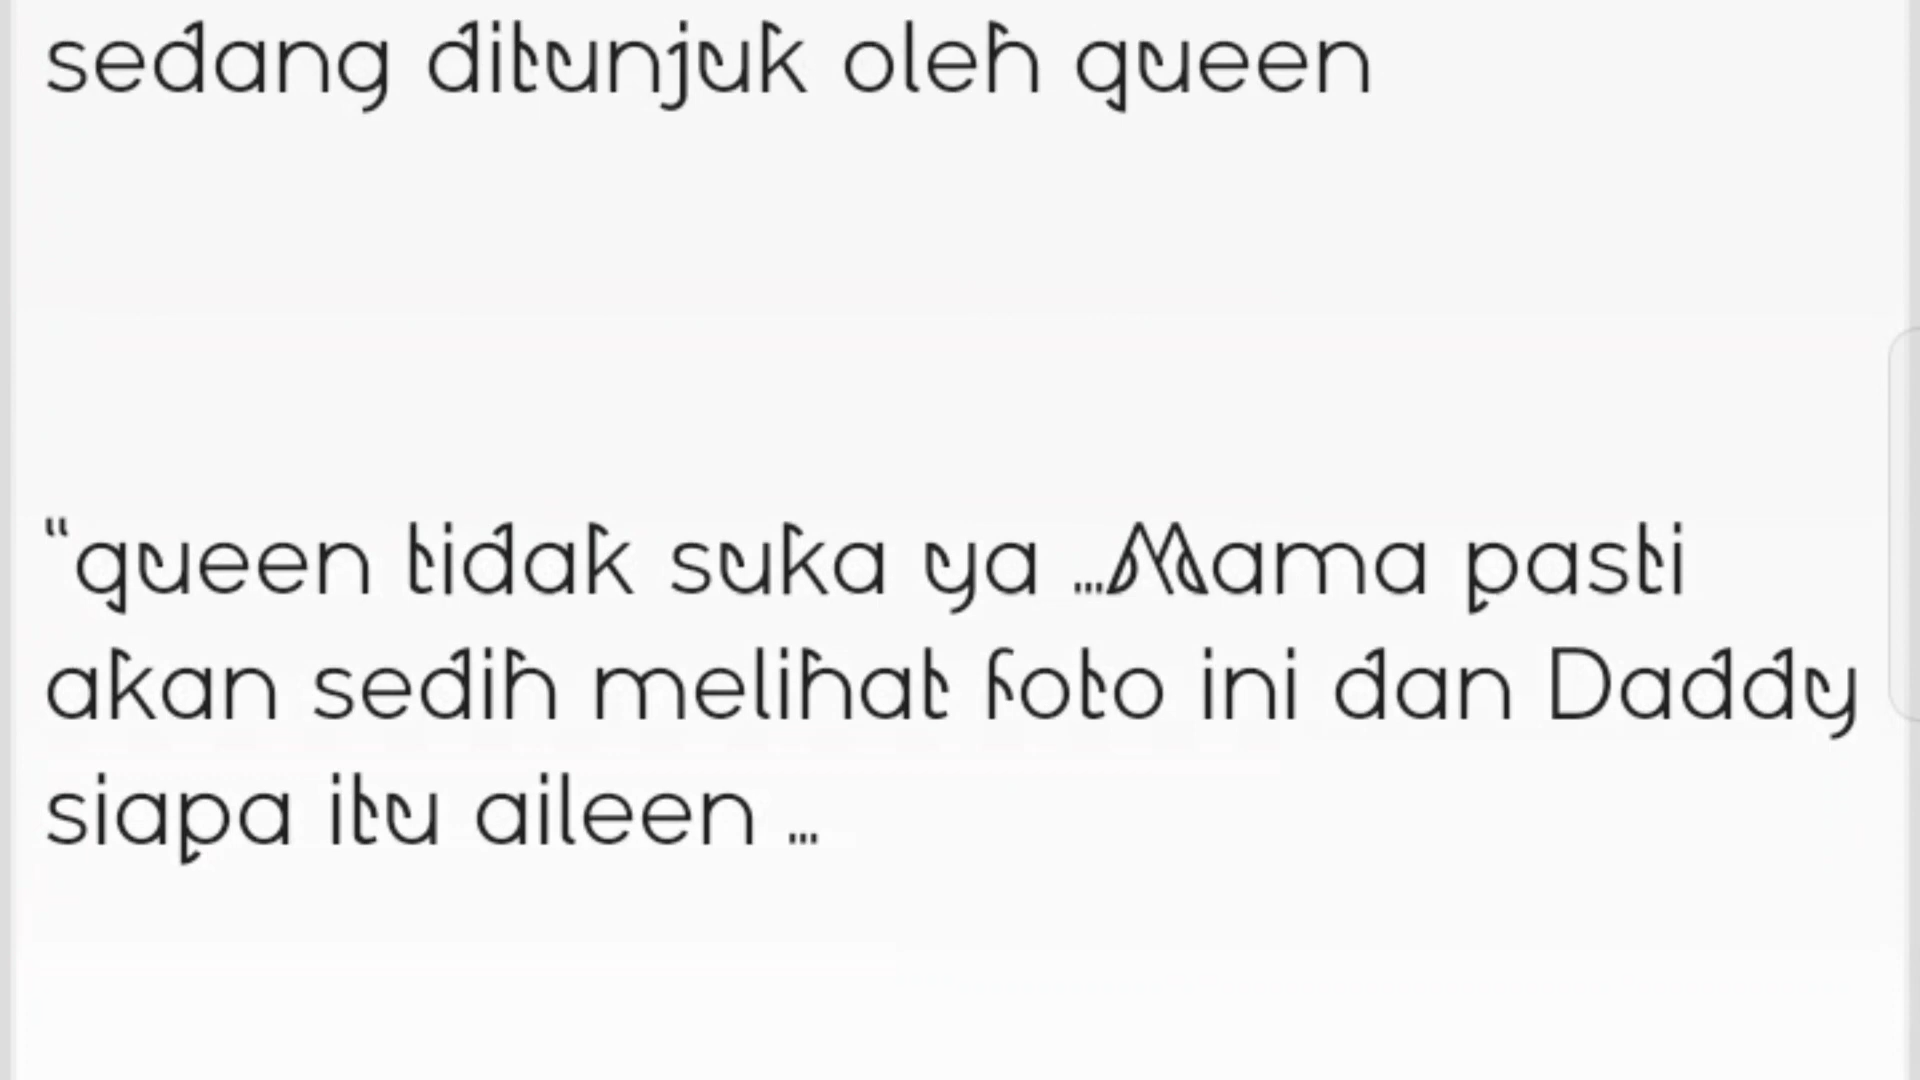 sedang ditunjuk oleh queen
“queen tidak suka ya ...Mama pasti
akan sedih melihat foto ini dan Daddy
siapa itu aileen ...